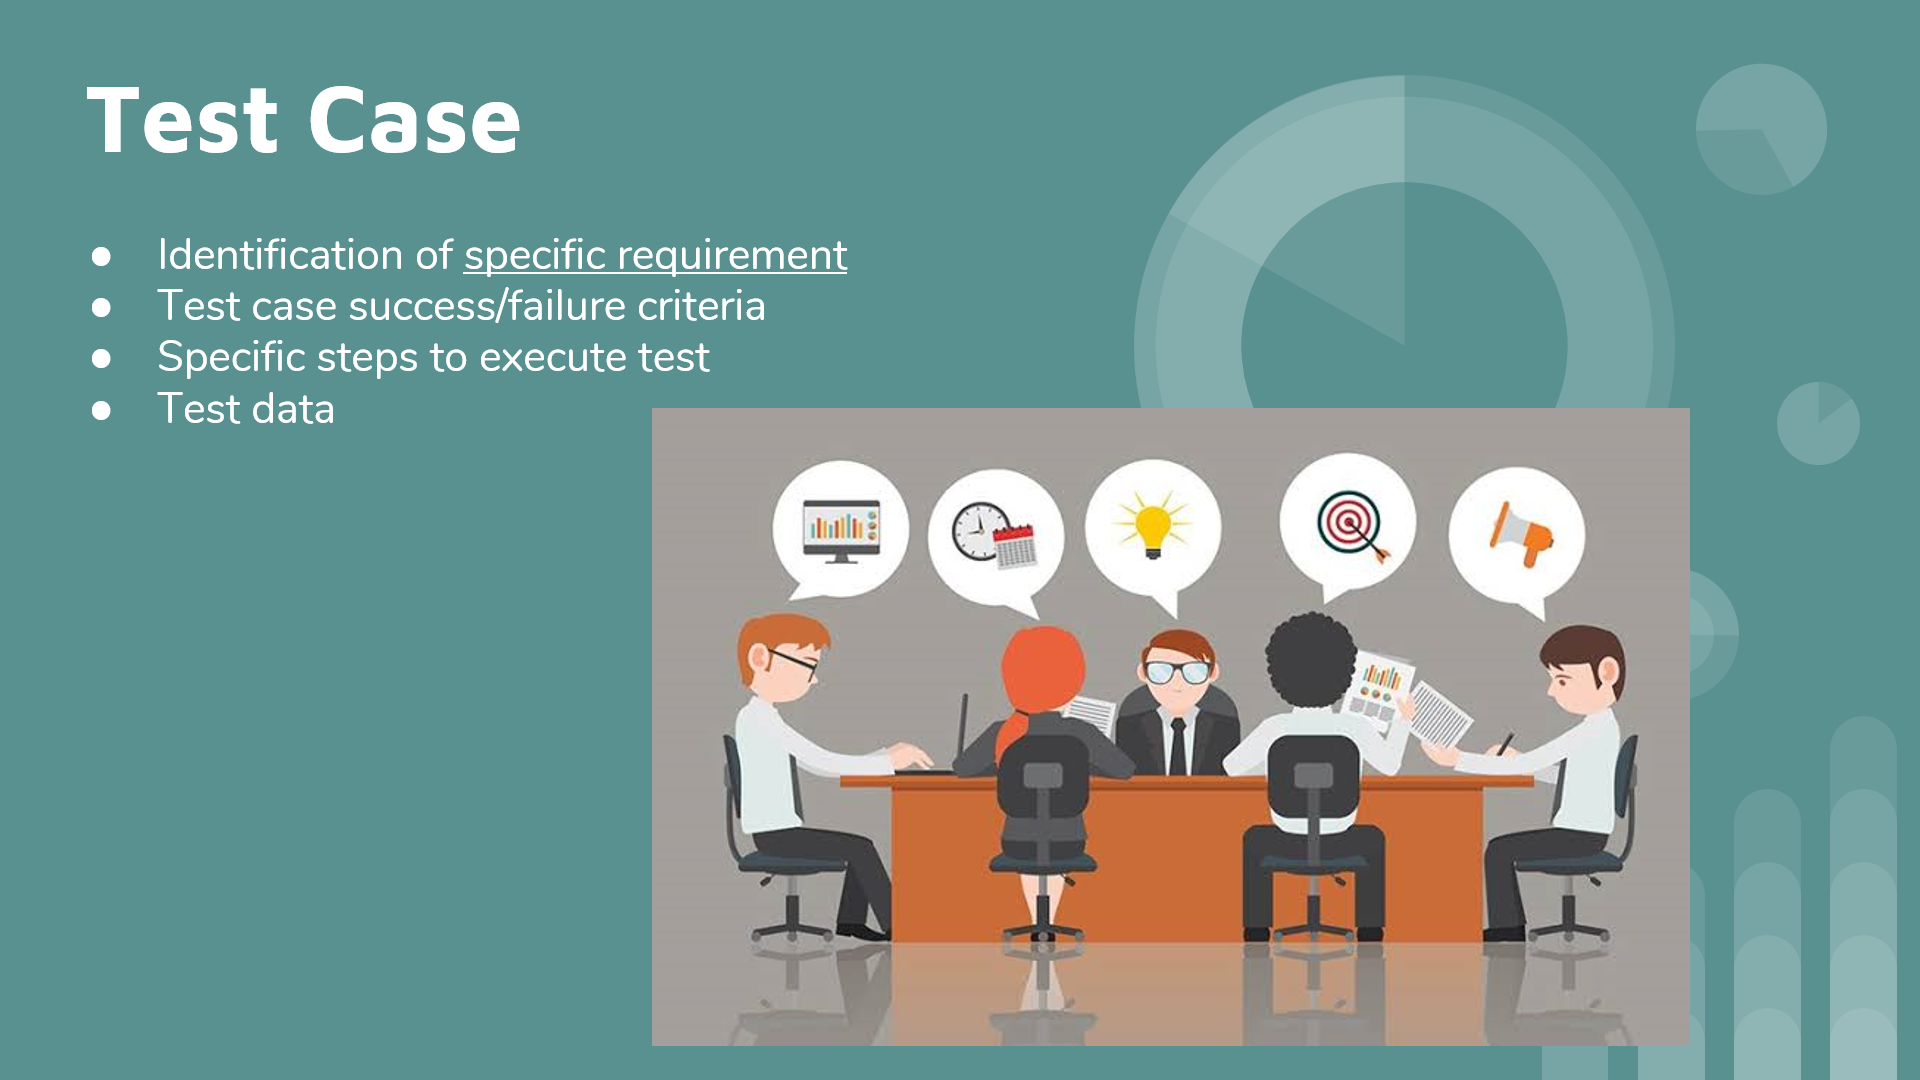 Test Case
● Identification of specific requirement
● Test case success/failure criteria
● Specific steps to execute test
● Test data